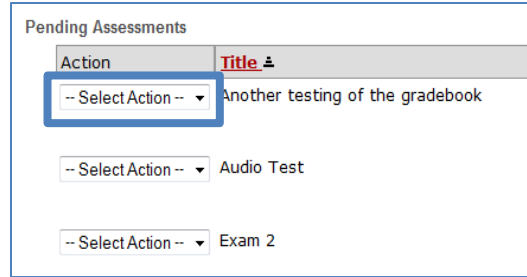 Pending Assessments
Action Title
-- Select Action -- Another testing of the gradebook
-- Select Action -- Audio Test
-- Select Action -- Exam 2